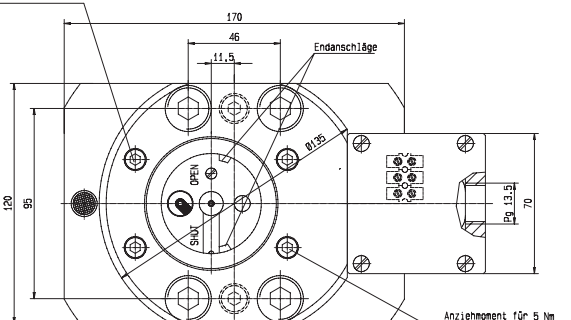 170
46
11,5
Endanschläge
Ø135
120
95
OPEN
SHUT
Pg 13.5
70
Anziehmoment für 5 Nm